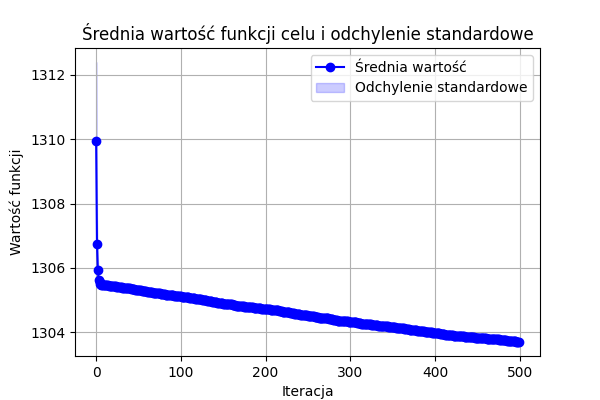 Średnia wartość funkcji celu i odchylenie standardowe
Średnia wartość
Odchylenie standardowe
Wartość funkcji
1312
1310
1308
1306
1304
0 100 200 300 400 500
Iteracja